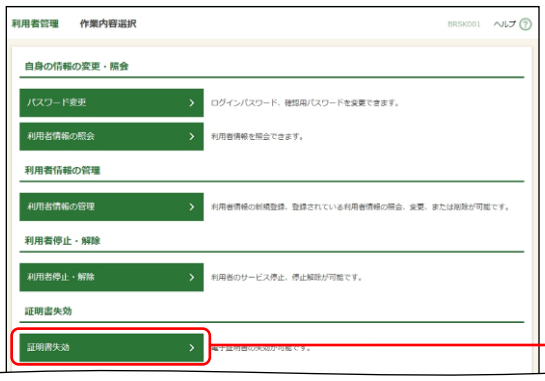 利用者管理 作業内容選択 BRSK001 ヘルプ ?
自身の情報の変更・照会
パスワード変更 ログインパスワード、確認用パスワードを変更できます。
利用者情報の照会 利用者情報を照会できます。
利用者情報の管理
利用者情報の管理 利用者情報の新規登録、登録されている利用者情報の照会、変更、または削除が可能です。
利用者停止・解除
利用者停止・解除 利用者のサービス停止、停止解除が可能です。
証明書失効
証明書失効 電子証明書の失効が可能です。